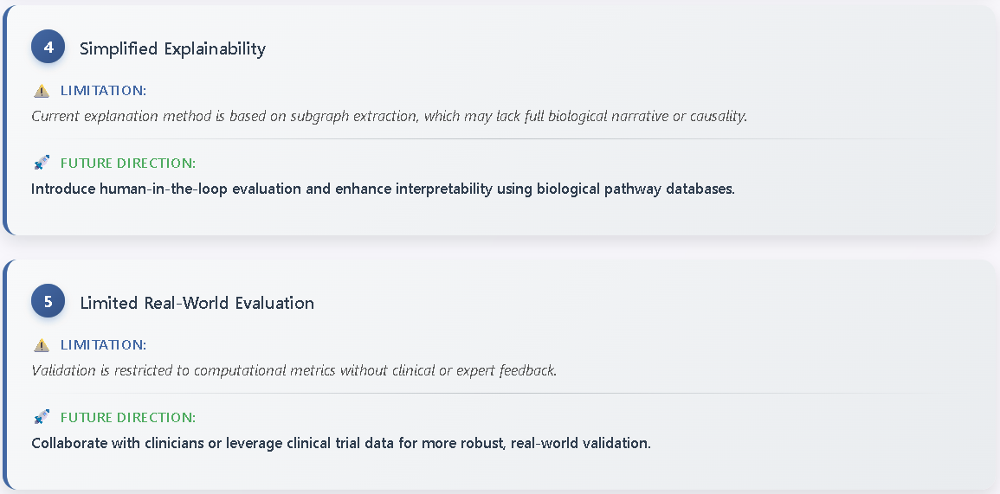 4
Simplified Explainability
LIMITATION:
Current explanation method is based on subgraph extraction, which may lack full biological narrative or causality.
FUTURE DIRECTION:
Introduce human-in-the-loop evaluation and enhance interpretability using biological pathway databases.
5
Limited Real-World Evaluation
LIMITATION:
Validation is restricted to computational metrics without clinical or expert feedback.
FUTURE DIRECTION:
Collaborate with clinicians or leverage clinical trial data for more robust, real-world validation.